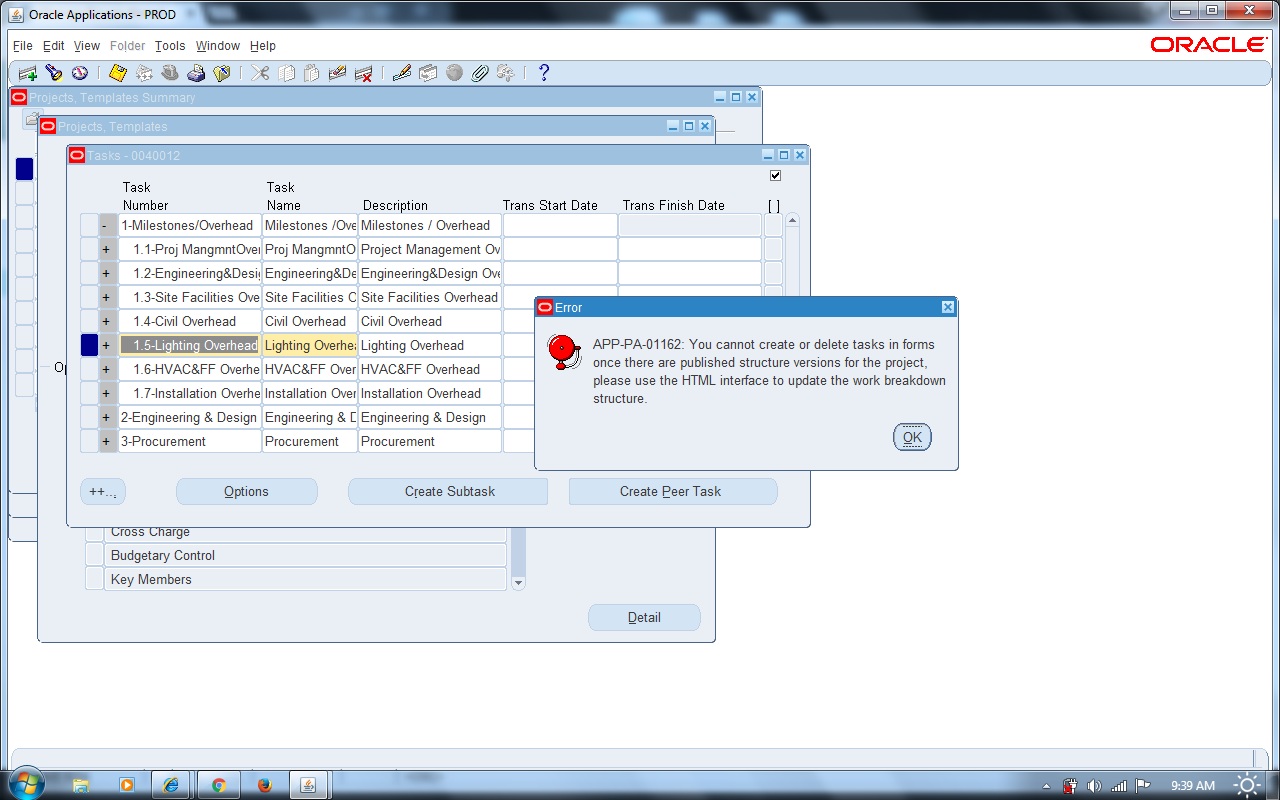 Oracle Applications - PROD
File Edit View Folder Tools Window Help
ORACLE
Projects, Templates Summary
Projects, Templates
Tasks - 0040012
Task Number Task Name Description Trans Start Date Trans Finish Date [ ]
- 1-Milestones/Overhead Milestones /Ove Milestones / Overhead
+ 1.1-Proj MangmntOver Proj MangmntO Project Management Ov
+ 1.2-Engineering&Desig Engineering&De Engineering&Design Ove
+ 1.3-Site Facilities Ove Site Facilities C Site Facilities Overhead
+ 1.4-Civil Overhead Civil Overhead Civil Overhead
+ 1.5-Lighting Overhead Lighting Overhea Lighting Overhead
+ 1.6-HVAC&FF Overhe HVAC&FF Over HVAC&FF Overhead
+ 1.7-Installation Overhe Installation Over Installation Overhead
+ 2-Engineering & Design Engineering & D Engineering & Design
+ 3-Procurement Procurement Procurement
Op
++...
Options
Create Subtask
Create Peer Task
Error
APP-PA-01162: You cannot create or delete tasks in forms
once there are published structure versions for the project,
please use the HTML interface to update the work breakdown
structure.
OK
Cross Charge
Budgetary Control
Key Members
Detail
9:39 AM